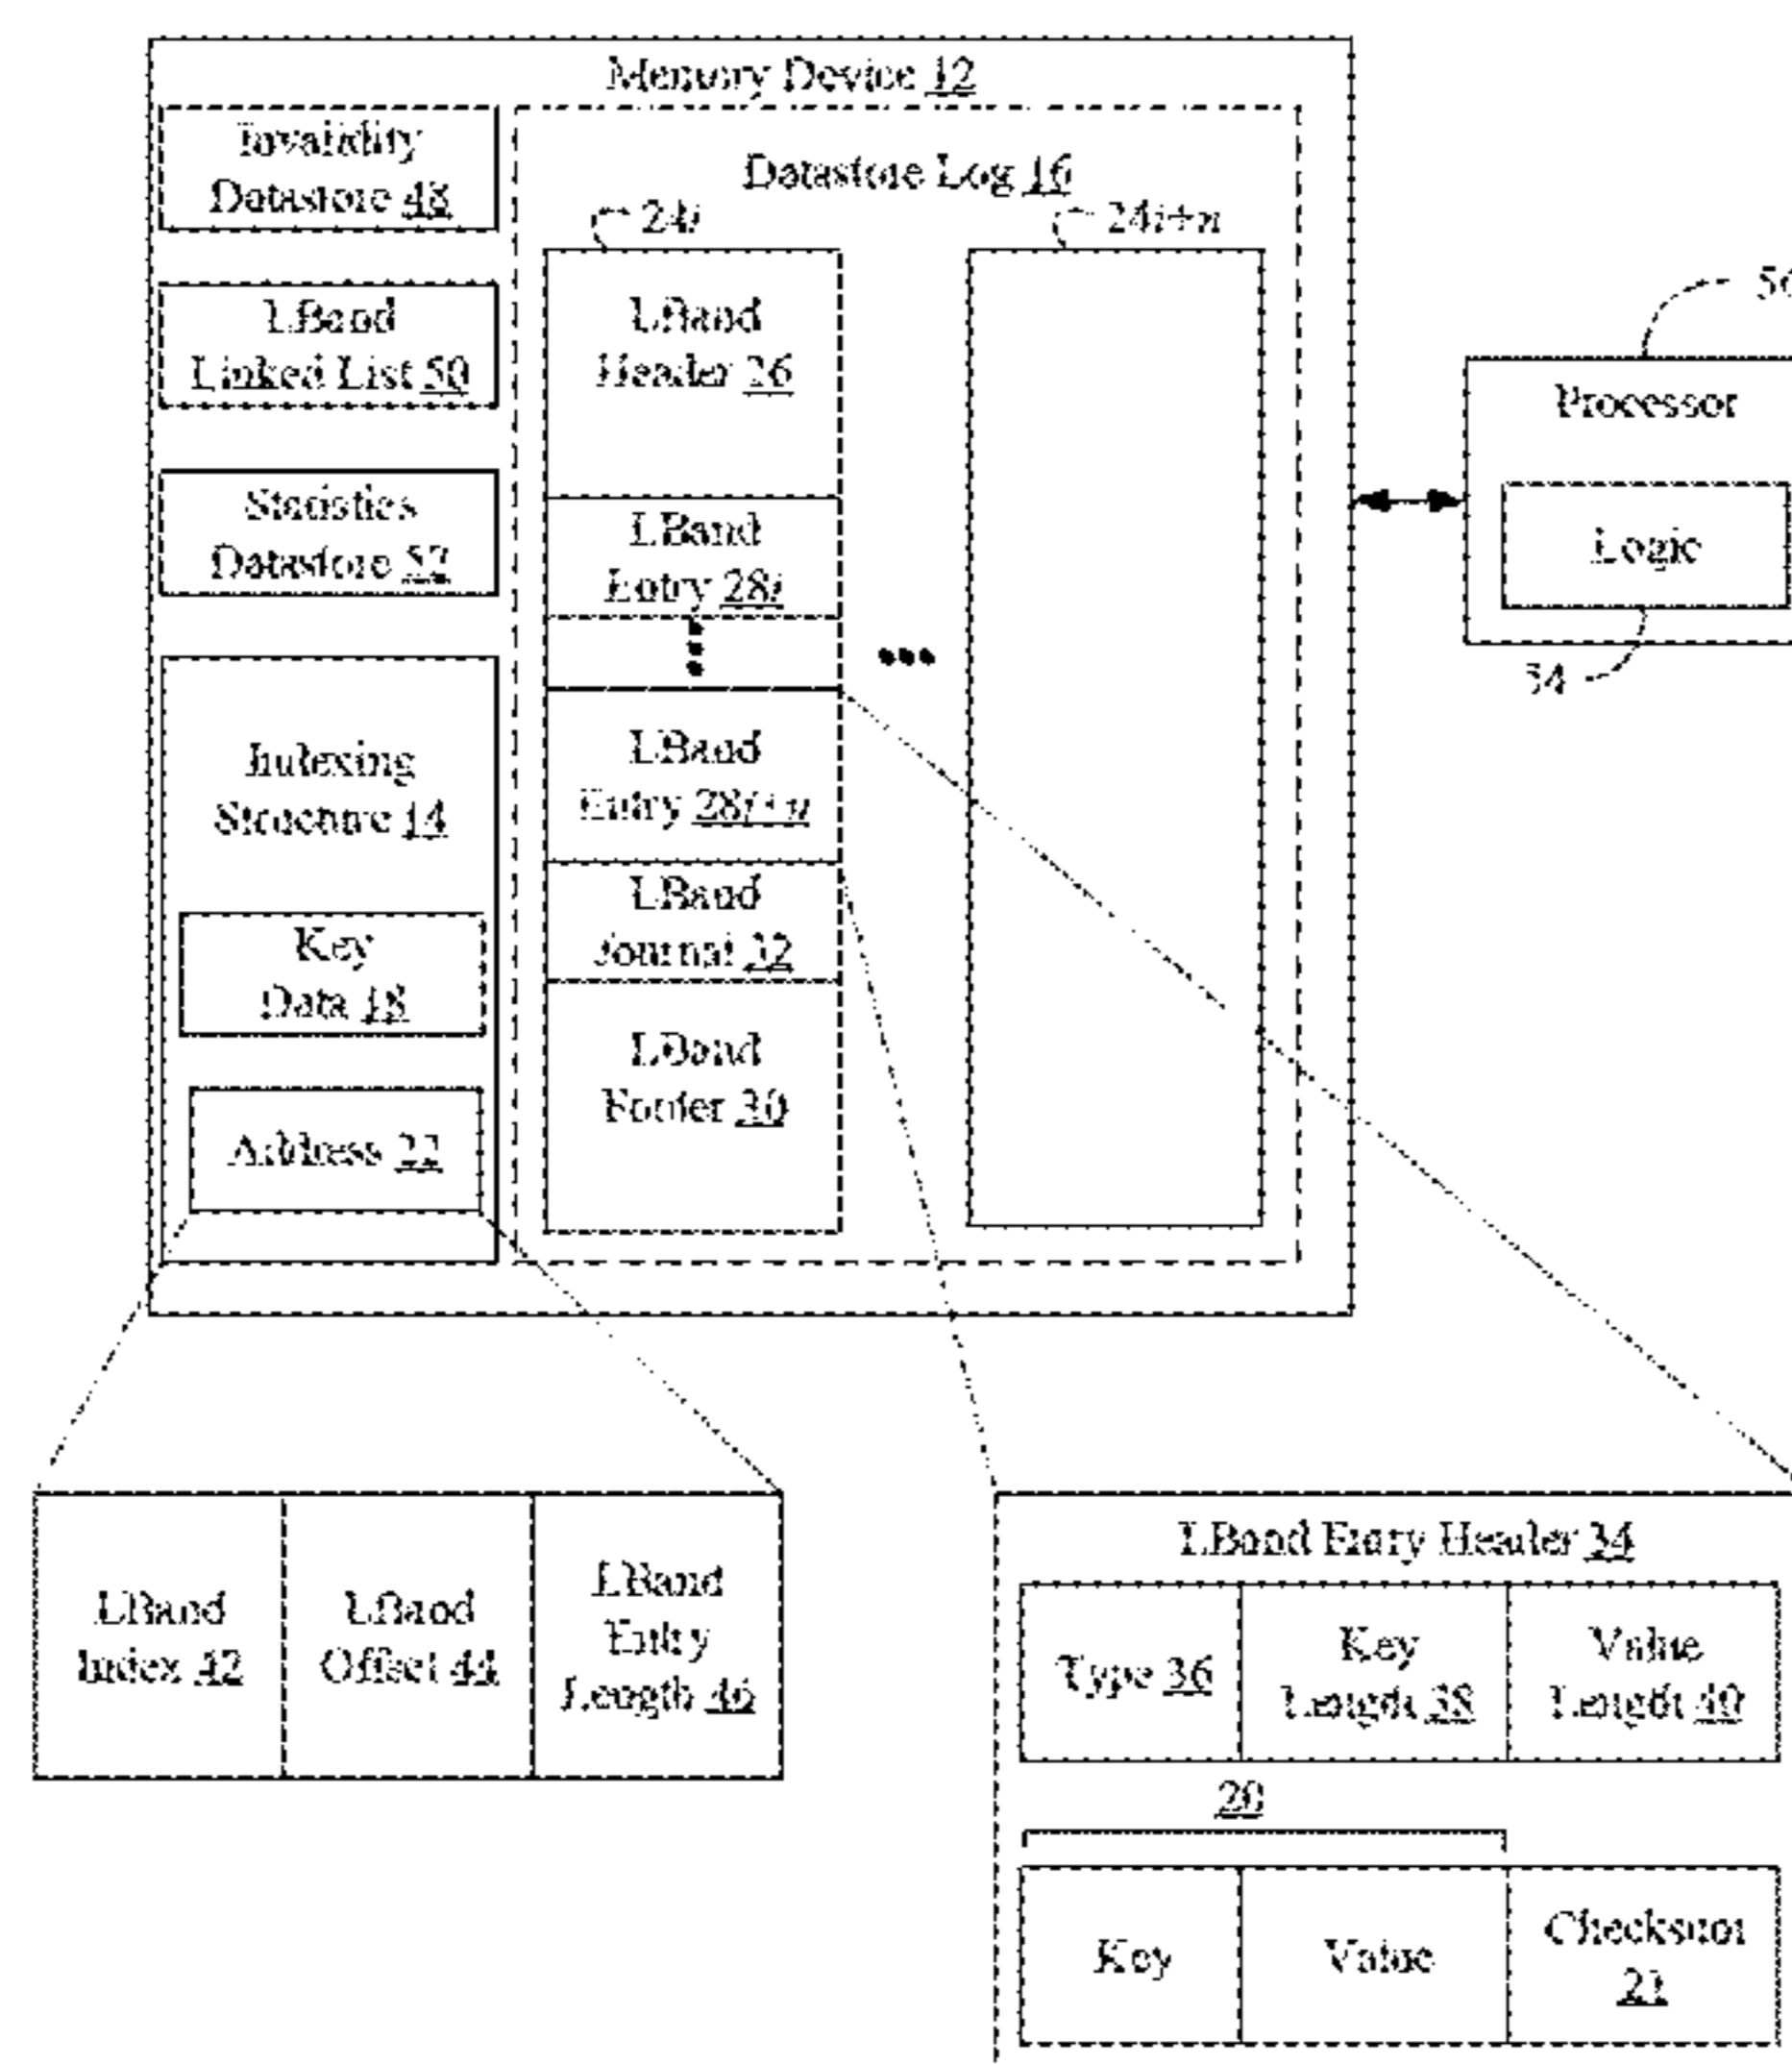 Memory Device 12
Invalidity
Datastore 48
LBand
Linked List 50
Statistics
Datastore 52
Indexing
Structure 14
Key
Data 18
Address 22
Datastore Log 16
24i
24i+n
LBand
Header 26
LBand
Entry 28i
LBand
Entry 28i+n
LBand
Journal 32
LBand
Footer 30
Processor
Logic
54
LBand
Index 42
LBand
Offset 44
LBand
Entry
Length 46
LBand Entry Header 34
Type 36
Key
Length 38
Value
Length 40
20
Key
Value
Checksum
21